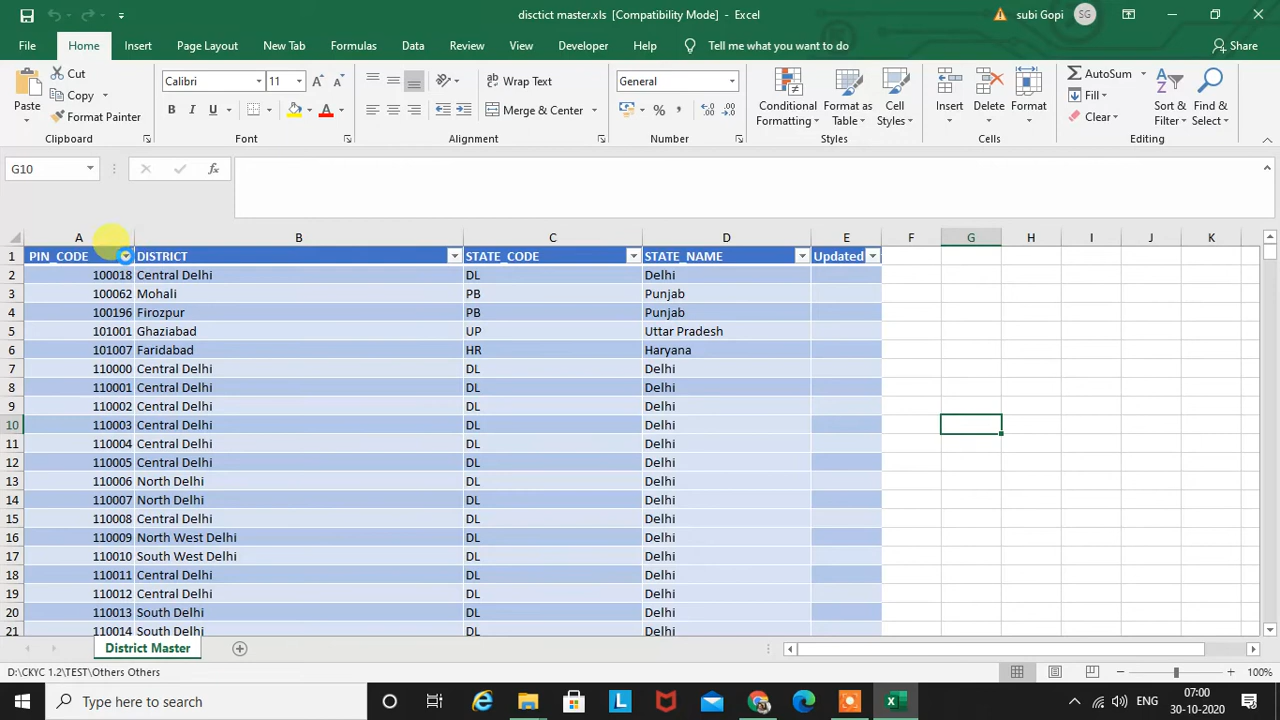 disctict master.xls [Compatibility Mode] - Excel
subi Gopi
SG
File Home Insert Page Layout New Tab Formulas Data Review View Developer Help Tell me what you want to do Share
Paste
Cut
Copy
Format Painter
Clipboard
Calibri 11
B I U
Font
Wrap Text
Merge & Center
Alignment
General
Number
Conditional Formatting
Format as Table
Cell Styles
Styles
Insert
Delete
Format
Cells
AutoSum
Fill
Clear
Sort & Filter
Find & Select
Editing
G10
fx
A B C D E F G H I J K
1 PIN_CODE DISTRICT STATE_CODE STATE_NAME Updated
2 100018 Central Delhi DL Delhi
3 100062 Mohali PB Punjab
4 100196 Firozpur PB Punjab
5 101001 Ghaziabad UP Uttar Pradesh
6 101007 Faridabad HR Haryana
7 110000 Central Delhi DL Delhi
8 110001 Central Delhi DL Delhi
9 110002 Central Delhi DL Delhi
10 110003 Central Delhi DL Delhi
11 110004 Central Delhi DL Delhi
12 110005 Central Delhi DL Delhi
13 110006 North Delhi DL Delhi
14 110007 North Delhi DL Delhi
15 110008 Central Delhi DL Delhi
16 110009 North West Delhi DL Delhi
17 110010 South West Delhi DL Delhi
18 110011 Central Delhi DL Delhi
19 110012 Central Delhi DL Delhi
20 110013 South Delhi DL Delhi
21 110014 South Delhi DL Delhi
District Master
D:\CKYC 1.2\TEST\Others Others
100%
Type here to search
ENG
07:00
30-10-2020